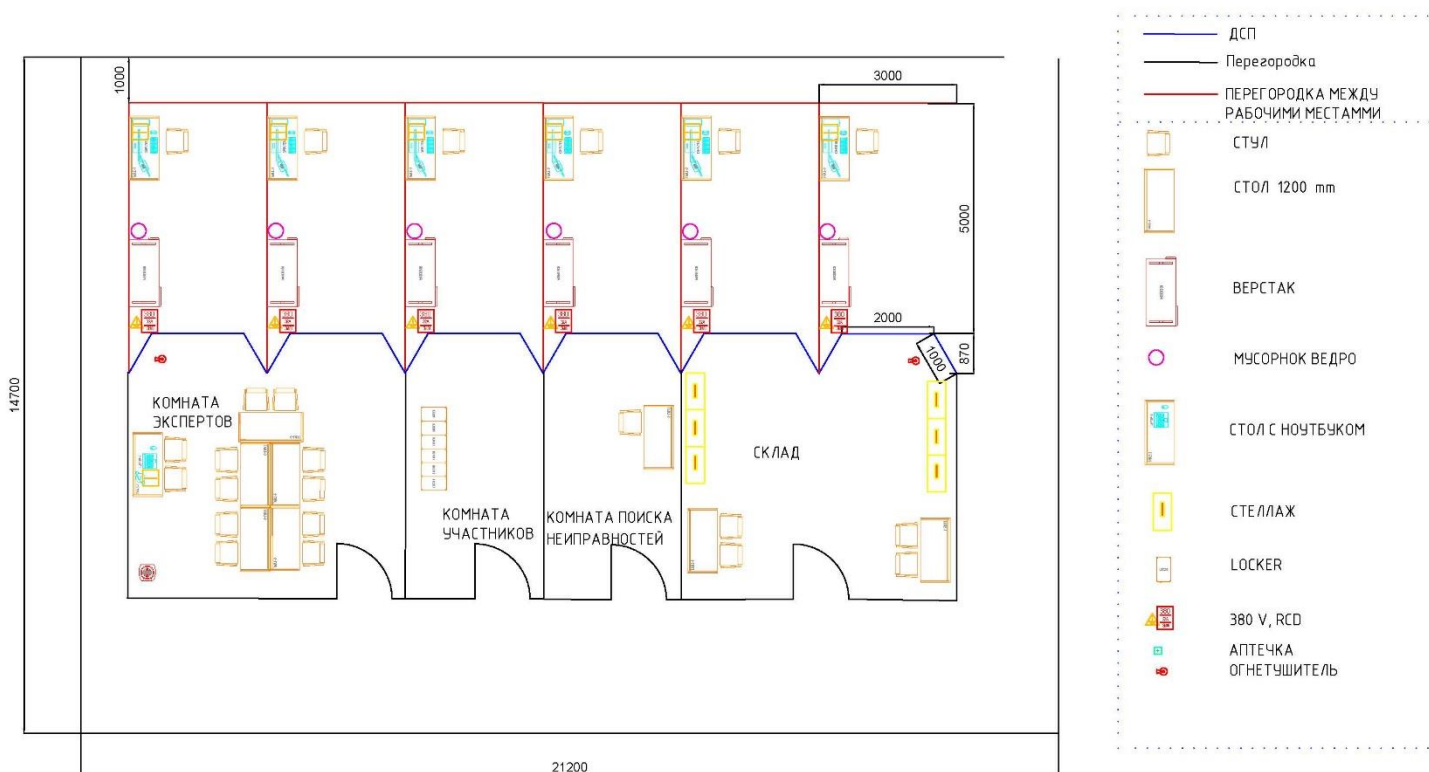 1000
3000
5000
2000
1000
870
14700
21200
КОМНАТА
ЭКСПЕРТОВ
КОМНАТА
УЧАСТНИКОВ
КОМНАТА ПОИСКА
НЕИПРАВНОСТЕЙ
СКЛАД
ДСП
Перегородка
ПЕРЕГОРОДКА МЕЖДУ
РАБОЧИМИ МЕСТАММИ
СТУЛ
СТОЛ 1200 mm
ВЕРСТАК
МУСОРНОК ВЕДРО
СТОЛ С НОУТБУКОМ
СТЕЛЛАЖ
LOCKER
380 V, RCD
АПТЕЧКА
ОГНЕТУШИТЕЛЬ